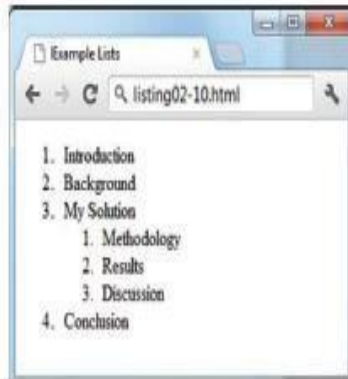 Example Lists
listing02-10.html
1. Introduction
2. Background
3. My Solution
1. Methodology
2. Results
3. Discussion
4. Conclusion